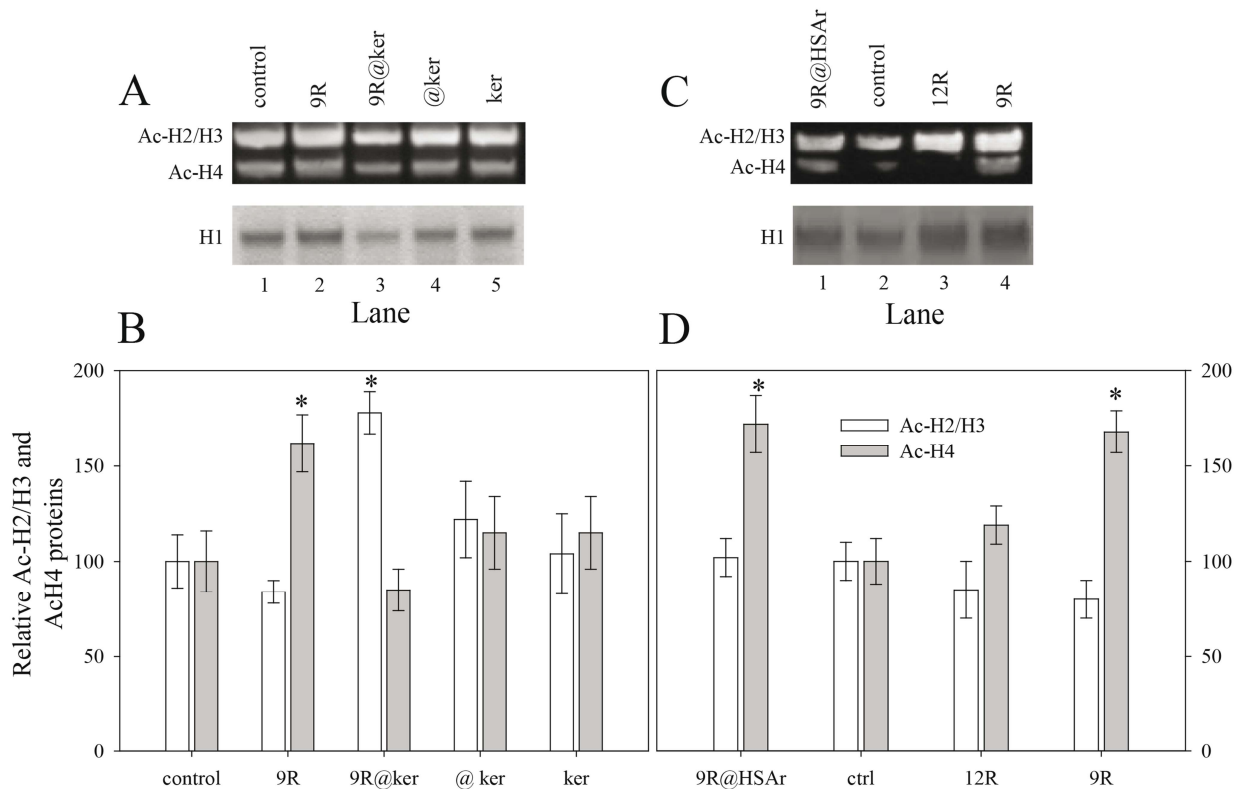 A
control
9R
9R@ker
@ker
ker
Ac-H2/H3
Ac-H4
H1
1 2 3 4 5
Lane
C
9R@HSAr
control
12R
9R
Ac-H2/H3
Ac-H4
H1
1 2 3 4
Lane
B
Relative Ac-H2/H3 and
AcH4 proteins
200
150
100
50
0
* *
control 9R 9R@ker @ ker ker
D
* *
Ac-H2/H3
Ac-H4
200
150
100
50
0
9R@HSAr ctrl 12R 9R